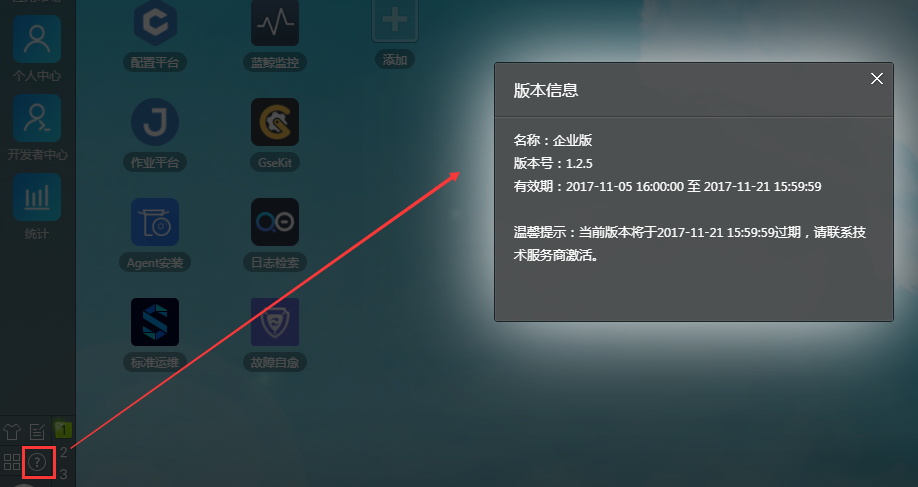 个人中心
开发者中心
统计
配置平台
蓝鲸监控
添加
作业平台
GseKit
Agent安装
日志检索
标准运维
故障自愈
1
2
3
版本信息
名称：企业版
版本号：1.2.5
有效期：2017-11-05 16:00:00 至 2017-11-21 15:59:59
温馨提示：当前版本将于2017-11-21 15:59:59过期，请联系技
术服务商激活。